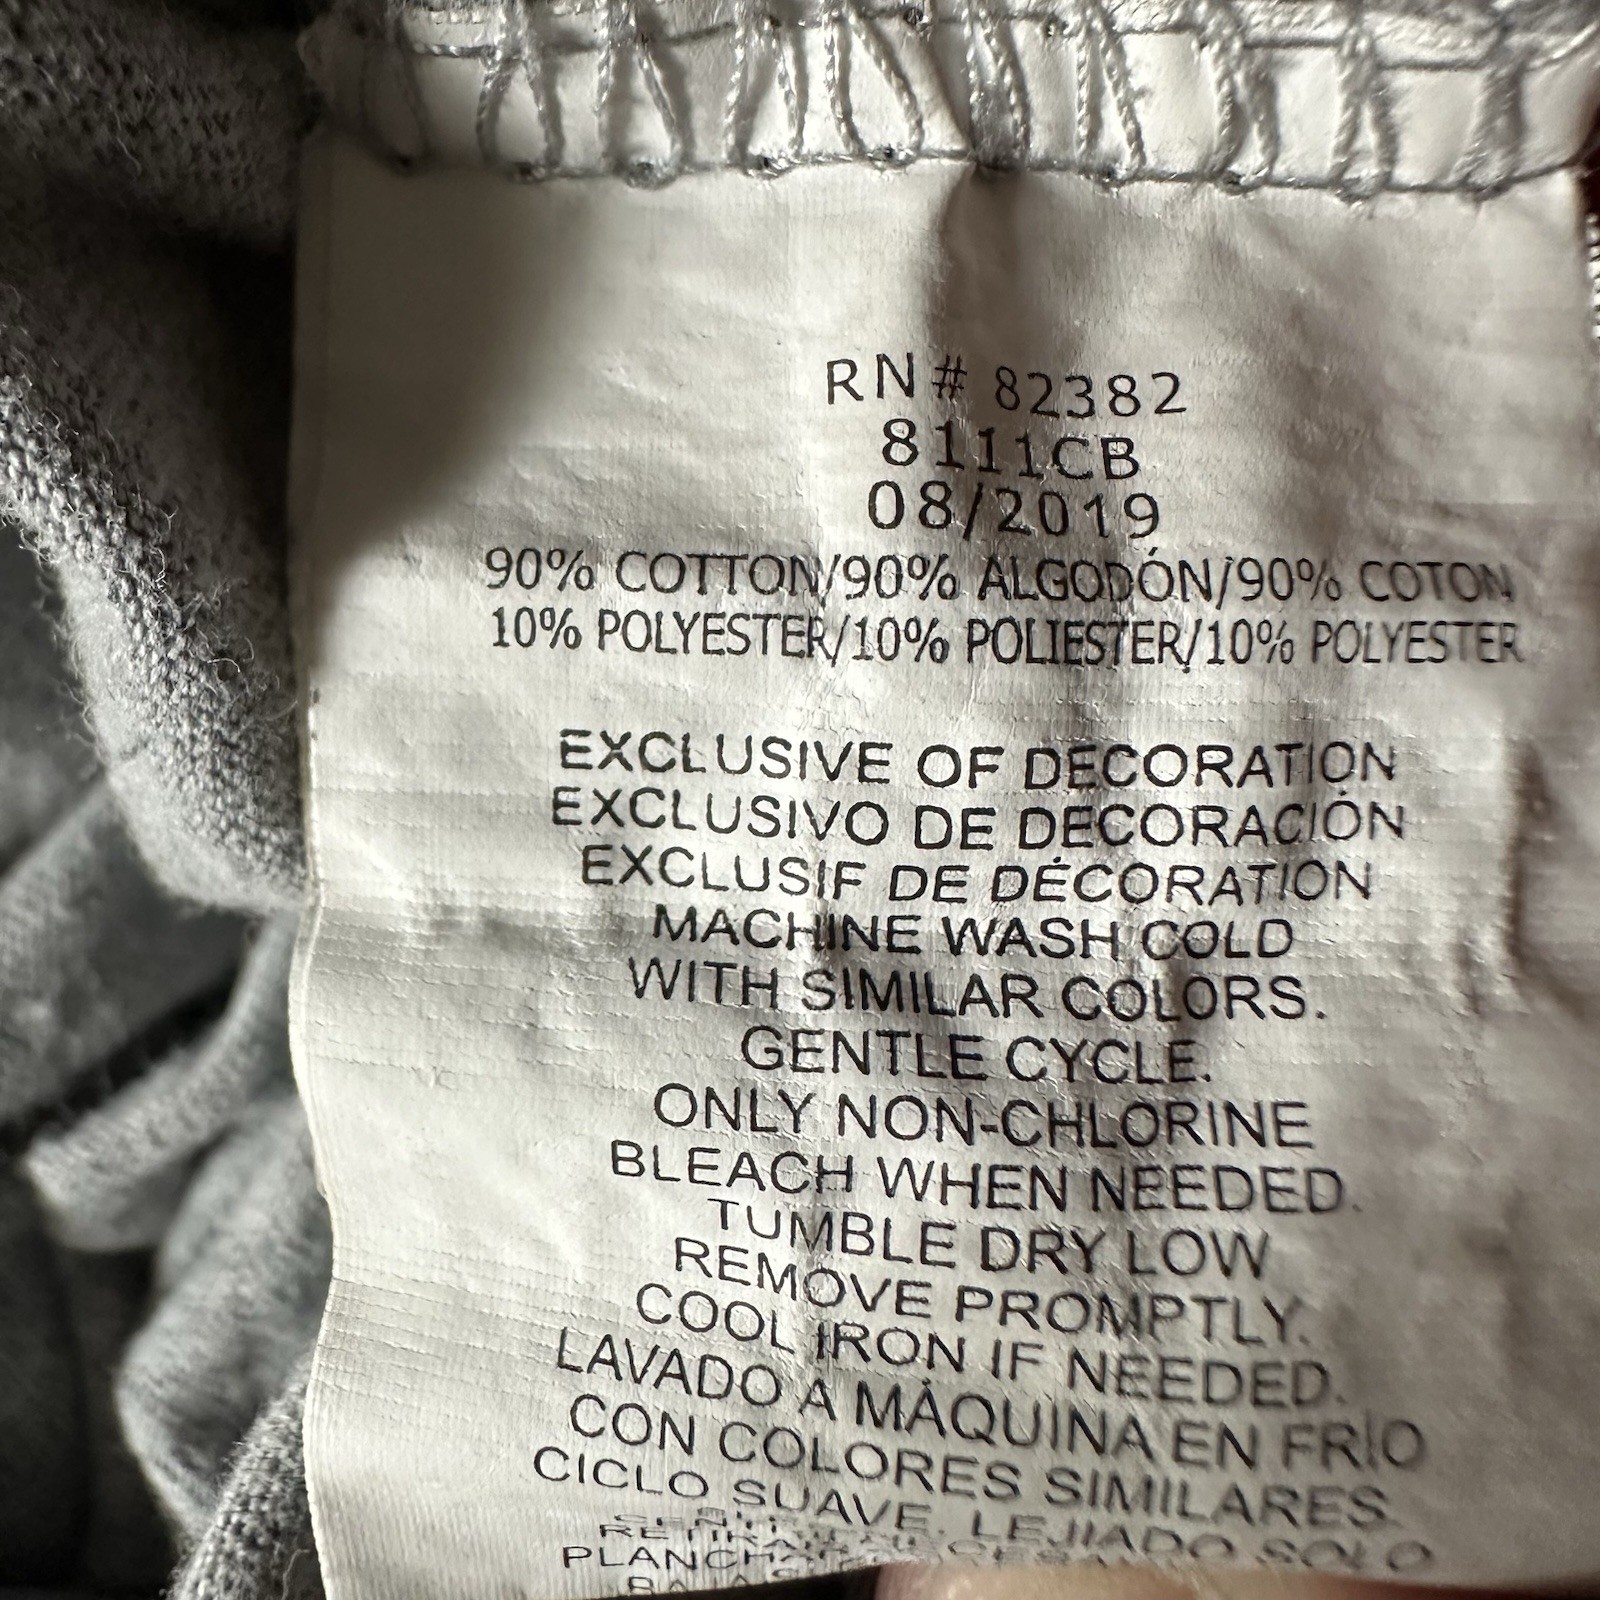 RN# 82382
8111CB
08/2019
90% COTTON/90% ALGODÓN/90% COTON
10% POLYESTER/10% POLIESTER/10% POLYESTER
EXCLUSIVE OF DECORATION
EXCLUSIVO DE DECORACIÓN
EXCLUSIF DE DÉCORATION
MACHINE WASH COLD
WITH SIMILAR COLORS.
GENTLE CYCLE.
ONLY NON-CHLORINE
BLEACH WHEN NEEDED.
TUMBLE DRY LOW
REMOVE PROMPTLY.
COOL IRON IF NEEDED.
LAVADO A MÁQUINA EN FRÍO
CON COLORES SIMILARES.
CICLO SUAVE. LEJIADO SOLO